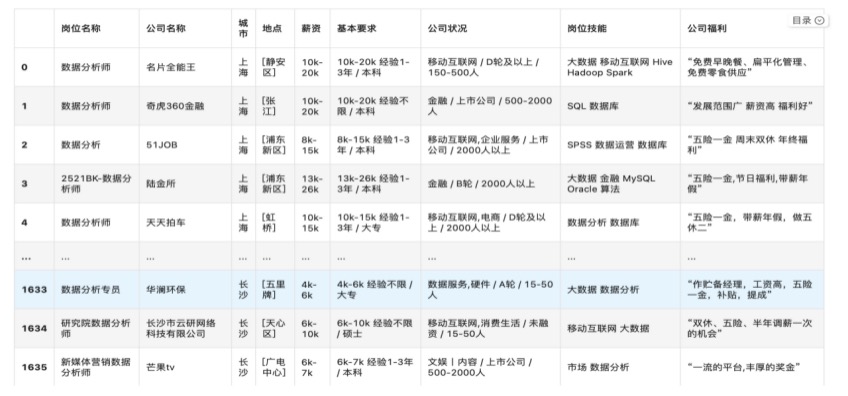 目录
岗位名称 公司名称 城市 地点 薪资 基本要求 公司状况 岗位技能 公司福利
0 数据分析师 名片全能王 上海 [静安区] 10k-20k 10k-20k 经验1-3年 / 本科 移动互联网 / D轮及以上 / 150-500人 大数据 移动互联网 Hive Hadoop Spark “免费早晚餐、扁平化管理、免费零食供应”
1 数据分析师 奇虎360金融 上海 [张江] 10k-20k 10k-20k 经验不限 / 本科 金融 / 上市公司 / 500-2000人 SQL 数据库 “发展范围广 薪资高 福利好”
2 数据分析 51JOB 上海 [浦东新区] 8k-15k 8k-15k 经验1-3年 / 本科 移动互联网,企业服务 / 上市公司 / 2000人以上 SPSS 数据运营 数据库 “五险一金 周末双休 年终福利”
3 2521BK-数据分析师 陆金所 上海 [浦东新区] 13k-26k 13k-26k 经验1-3年 / 本科 金融 / B轮 / 2000人以上 大数据 金融 MySQL Oracle 算法 “五险一金,节日福利,带薪年假”
4 数据分析师 天天拍车 上海 [虹桥] 10k-15k 10k-15k 经验1-3年 / 大专 移动互联网,电商 / D轮及以上 / 2000人以上 数据分析 数据库 “五险一金，带薪年假，做五休二”
... ... ... ... ... ... ... ... ... ...
1633 数据分析专员 华澜环保 长沙 [五里牌] 4k-6k 4k-6k 经验不限 / 大专 数据服务,硬件 / A轮 / 15-50人 大数据 数据分析 “作贮备经理，工资高，五险一金，补贴，提成”
1634 研究院数据分析师 长沙市云研网络科技有限公司 长沙 [天心区] 6k-10k 6k-10k 经验不限 / 硕士 移动互联网,消费生活 / 未融资 / 15-50人 移动互联网 大数据 “双休、五险、半年调薪一次的机会”
1635 新媒体营销数据分析师 芒果tv 长沙 [广电中心] 6k-7k 6k-7k 经验1-3年 / 本科 文娱丨内容 / 上市公司 / 500-2000人 市场 数据分析 “一流的平台,丰厚的奖金”